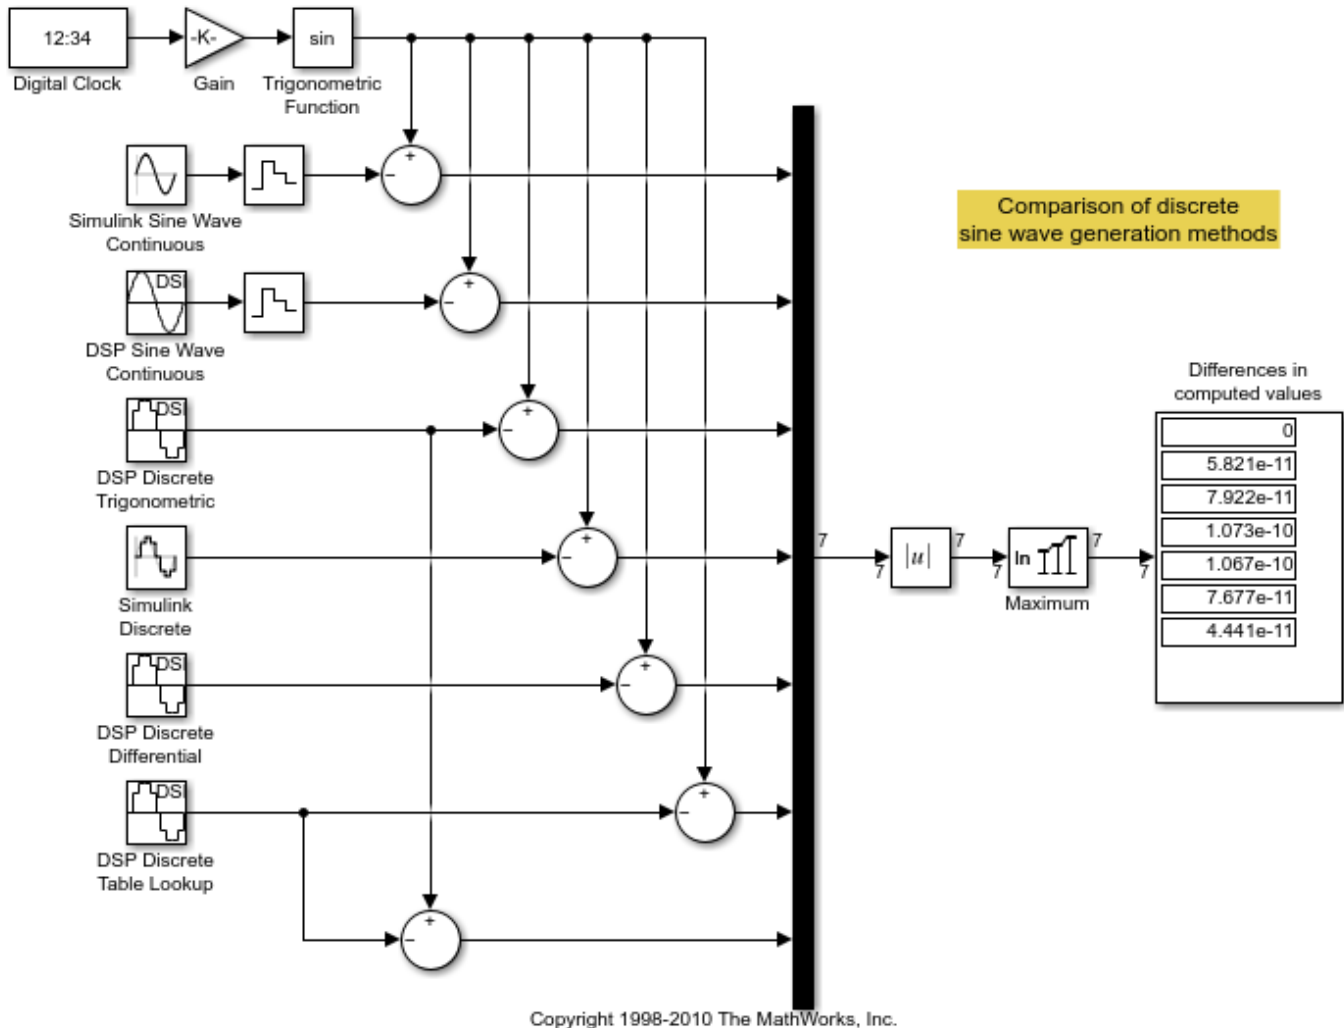 12:34
-K-
sin
Digital Clock
Gain
Trigonometric
Function
+
−
Simulink Sine Wave
Continuous
Comparison of discrete
sine wave generation methods
DSP
+
−
DSP Sine Wave
Continuous
Differences in
computed values
DSP
+
−
DSP Discrete
Trigonometric
0
5.821e-11
7.922e-11
1.073e-10
1.067e-10
7.677e-11
4.441e-11
+
−
Simulink
Discrete
7
7
|u|
7
7
In
7
7
Maximum
DSP
+
−
DSP Discrete
Differential
DSP
+
−
DSP Discrete
Table Lookup
+
−
Copyright 1998-2010 The MathWorks, Inc.